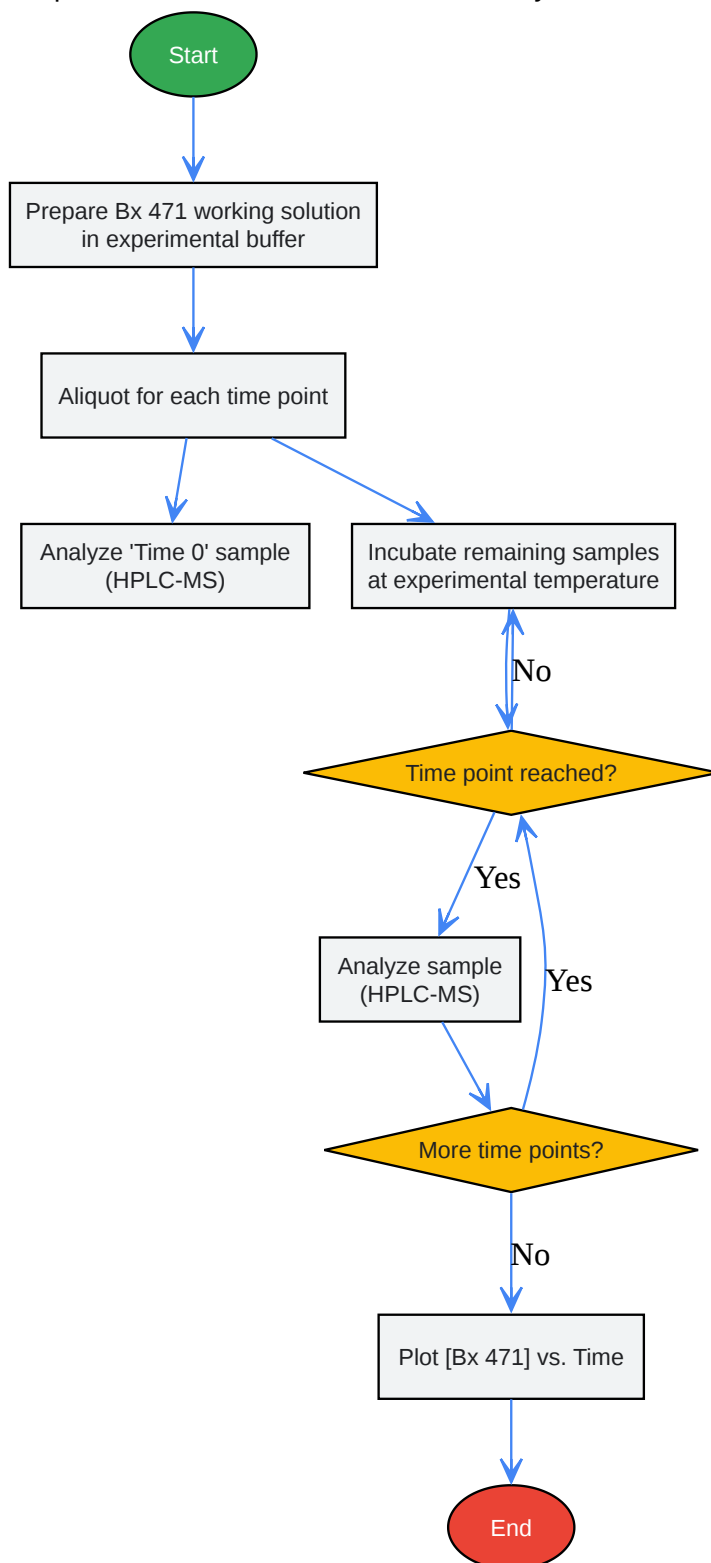 Start
Prepare Bx 471 working solution
in experimental buffer
Aliquot for each time point
Analyze 'Time 0' sample
(HPLC-MS)
Incubate remaining samples
at experimental temperature
No
Time point reached?
Yes
Analyze sample
(HPLC-MS)
Yes
More time points?
No
Plot [Bx 471] vs. Time
End